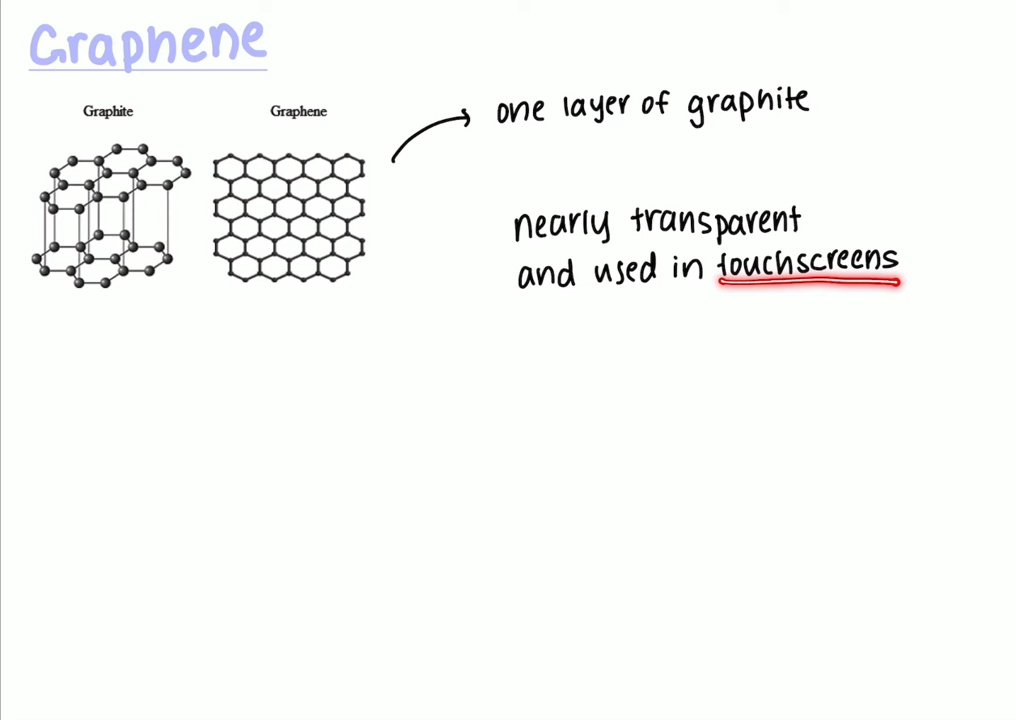 Graphene
Graphite
Graphene
one layer of graphite
nearly transparent
and used in touchscreens